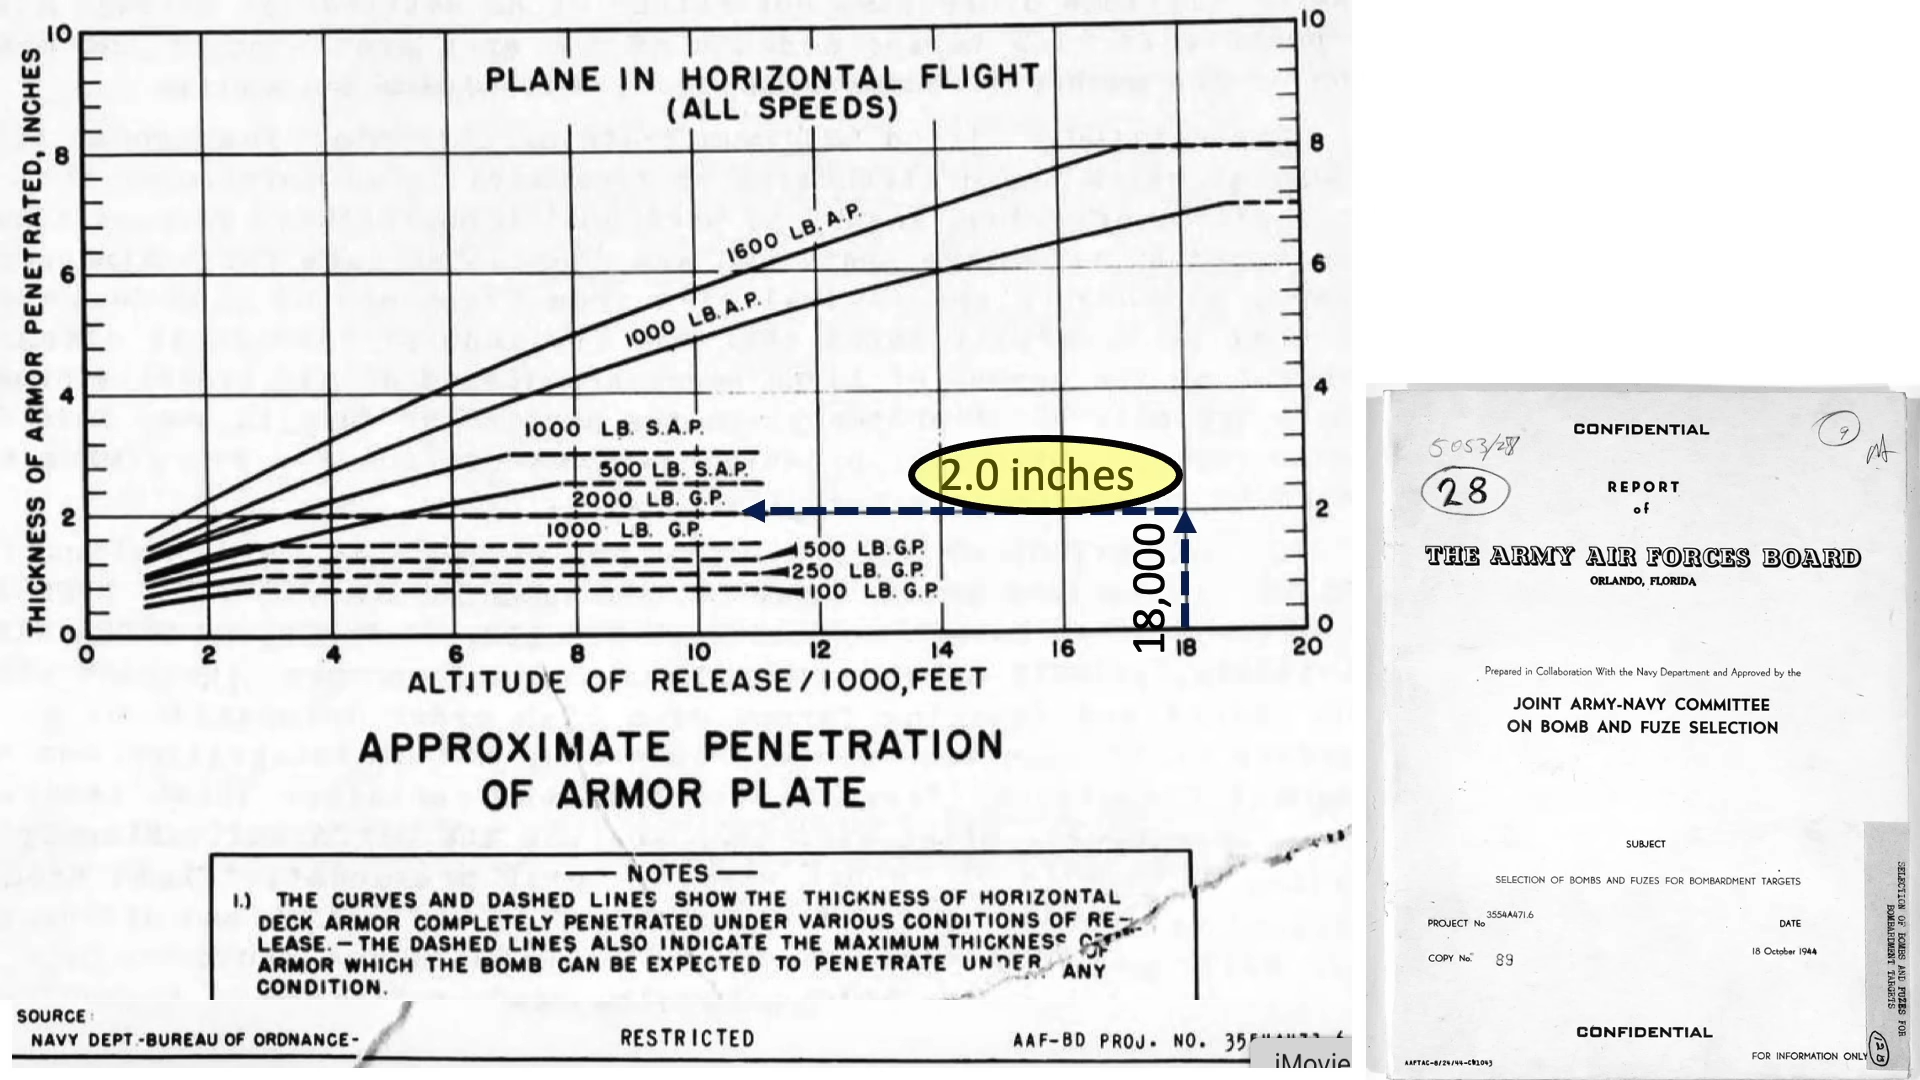 PLANE IN HORIZONTAL FLIGHT
(ALL SPEEDS)
THICKNESS OF ARMOR PENETRATED, INCHES
10
8
6
4
2
0
10
8
6
4
2
0
1600 LB. A.P.
1000 LB. A.P.
1000 LB. S.A.P.
500 LB. S.A.P.
2000 LB. G.P.
1000 LB. G.P.
500 LB. G.P.
250 LB. G.P.
100 LB. G.P.
2.0 inches
18,000
0 2 4 6 8 10 12 14 16 18 20
ALTITUDE OF RELEASE/1000, FEET
APPROXIMATE PENETRATION
OF ARMOR PLATE
NOTES
1.) THE CURVES AND DASHED LINES SHOW THE THICKNESS OF HORIZONTAL
DECK ARMOR COMPLETELY PENETRATED UNDER VARIOUS CONDITIONS OF RE-
LEASE.-THE DASHED LINES ALSO INDICATE THE MAXIMUM THICKNESS OF
ARMOR WHICH THE BOMB CAN BE EXPECTED TO PENETRATE UNDER ANY
CONDITION.
SOURCE:
NAVY DEPT.-BUREAU OF ORDNANCE-
RESTRICTED
AAF-BD PROJ. NO.
iMovie
CONFIDENTIAL
5053/28
9
28
REPORT
of
THE ARMY AIR FORCES BOARD
ORLANDO, FLORIDA
Prepared in Collaboration With the Navy Department and Approved by the
JOINT ARMY-NAVY COMMITTEE
ON BOMB AND FUZE SELECTION
SUBJECT
SELECTION OF BOMBS AND FUZES FOR BOMBARDMENT TARGETS
PROJECT No 3554A471.6
DATE
COPY No. 89
18 October 1944
SELECTION OF BOMBS AND FUZES FOR
BOMBARDMENT TARGETS
CONFIDENTIAL
FOR INFORMATION ONLY